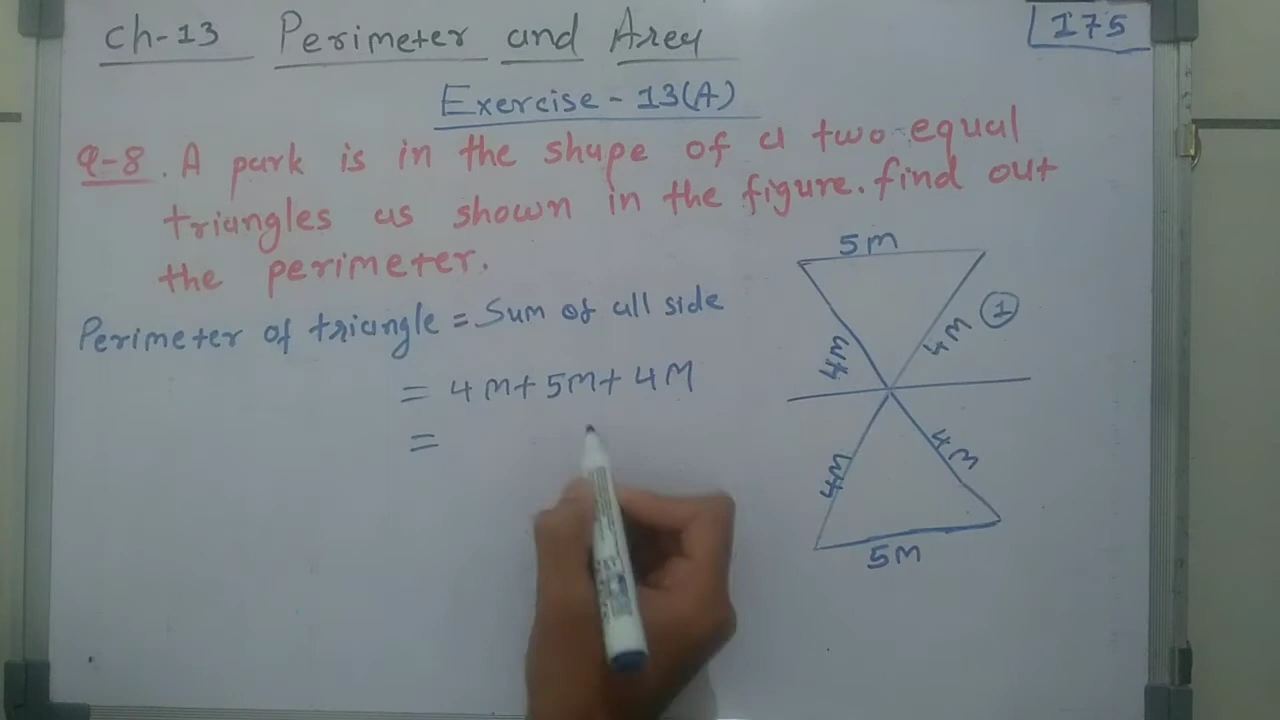 Ch-13 Perimeter and Area
175
Exercise - 13(A)
Q-8. A park is in the shape of a two equal
triangles as shown in the figure. find out
the perimeter.
Perimeter of triangle = Sum of all side
= 4M+5M+4M
=
5M
4M
4M
1
4M
4M
5M